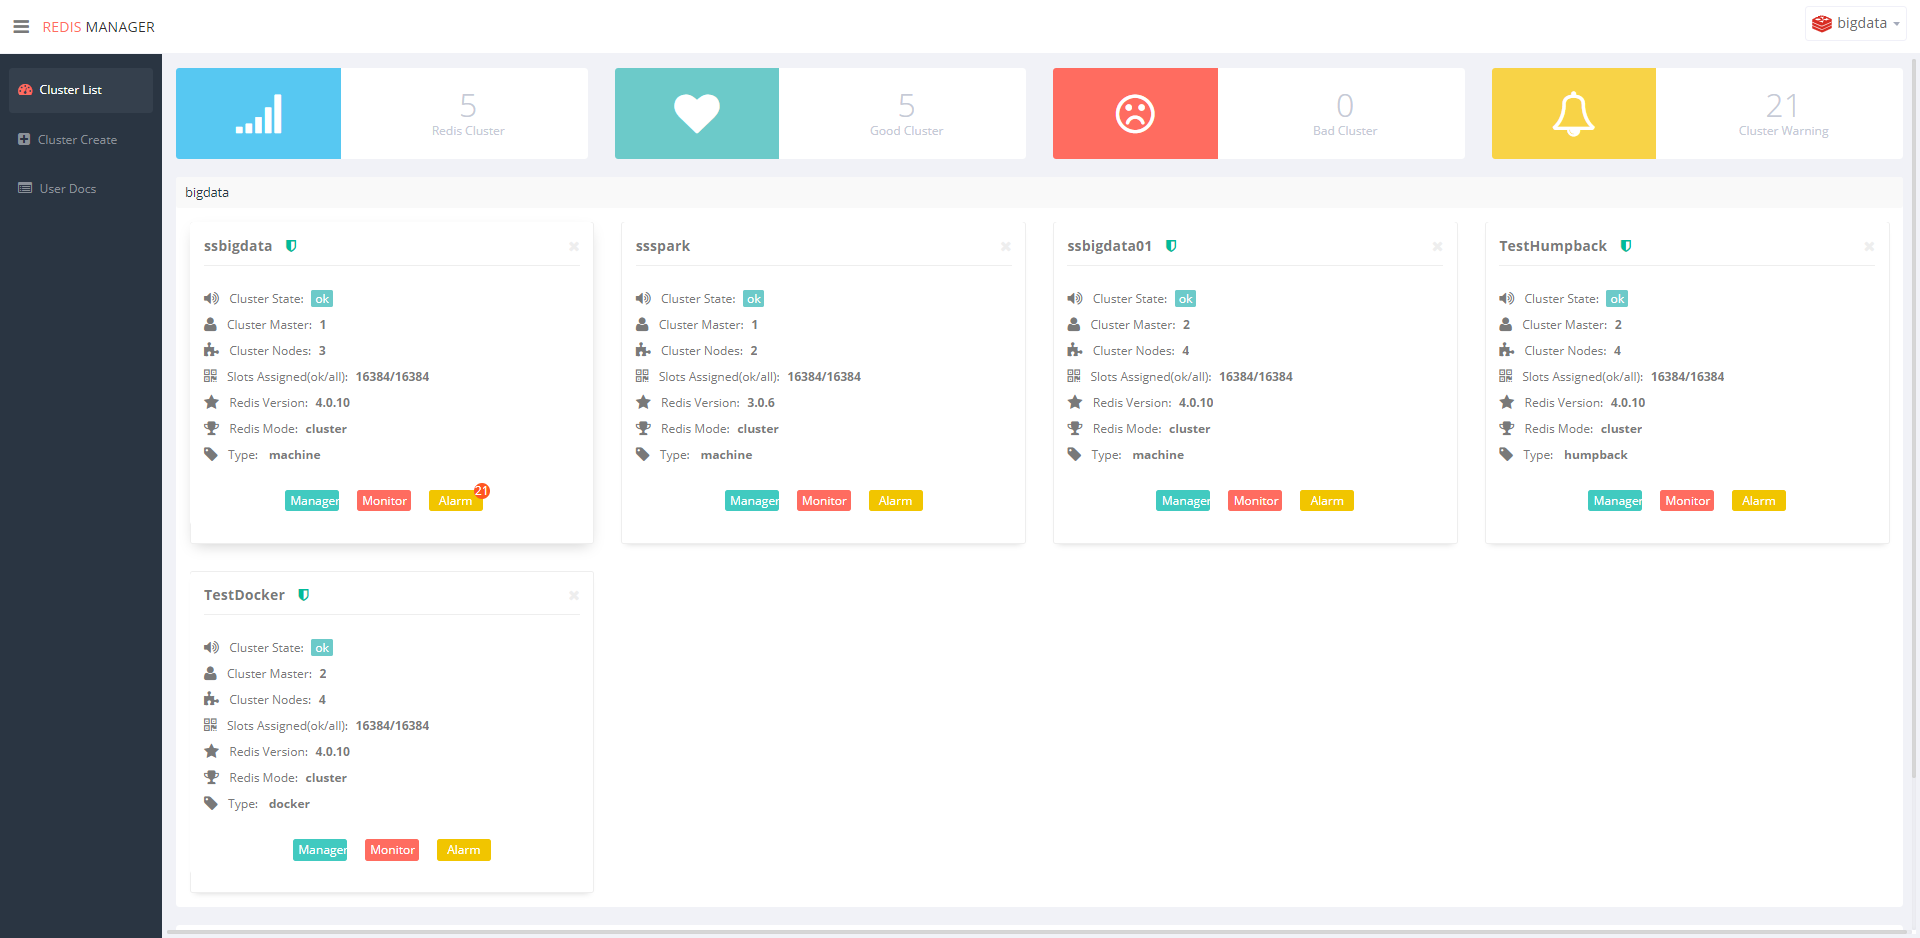 REDIS MANAGER
bigdata
Cluster List
Cluster Create
User Docs
5
Redis Cluster
5
Good Cluster
0
Bad Cluster
21
Cluster Warning
bigdata
ssbigdata
Cluster State: ok
Cluster Master: 1
Cluster Nodes: 3
Slots Assigned(ok/all): 16384/16384
Redis Version: 4.0.10
Redis Mode: cluster
Type: machine
Manager Monitor Alarm 21
ssspark
Cluster State: ok
Cluster Master: 1
Cluster Nodes: 2
Slots Assigned(ok/all): 16384/16384
Redis Version: 3.0.6
Redis Mode: cluster
Type: machine
Manager Monitor Alarm
ssbigdata01
Cluster State: ok
Cluster Master: 2
Cluster Nodes: 4
Slots Assigned(ok/all): 16384/16384
Redis Version: 4.0.10
Redis Mode: cluster
Type: machine
Manager Monitor Alarm
TestHumpback
Cluster State: ok
Cluster Master: 2
Cluster Nodes: 4
Slots Assigned(ok/all): 16384/16384
Redis Version: 4.0.10
Redis Mode: cluster
Type: humpback
Manager Monitor Alarm
TestDocker
Cluster State: ok
Cluster Master: 2
Cluster Nodes: 4
Slots Assigned(ok/all): 16384/16384
Redis Version: 4.0.10
Redis Mode: cluster
Type: docker
Manager Monitor Alarm